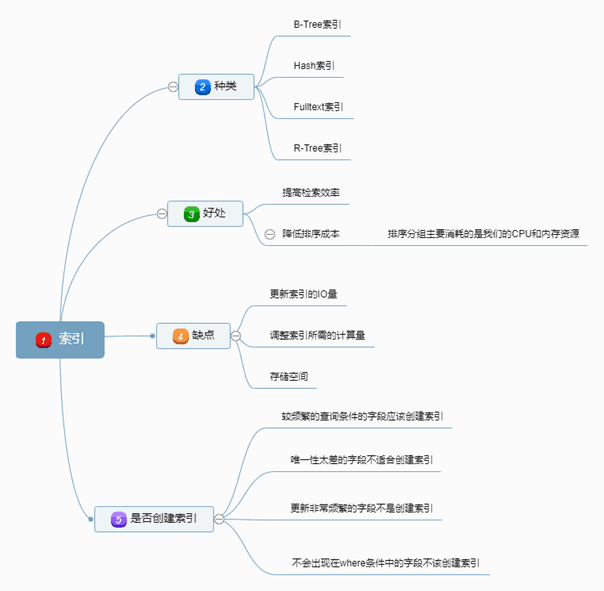 B-Tree索引
Hash索引
2 种类
Fulltext索引
R-Tree索引
提高检索效率
3 好处
降低排序成本
排序分组主要消耗的是我们的CPU和内存资源
更新索引的IO量
1 索引
4 缺点
调整索引所需的计算量
存储空间
较频繁的查询条件的字段应该创建索引
唯一性太差的字段不适合创建索引
更新非常频繁的字段不是创建索引
5 是否创建索引
不会出现在where条件中的字段不该创建索引